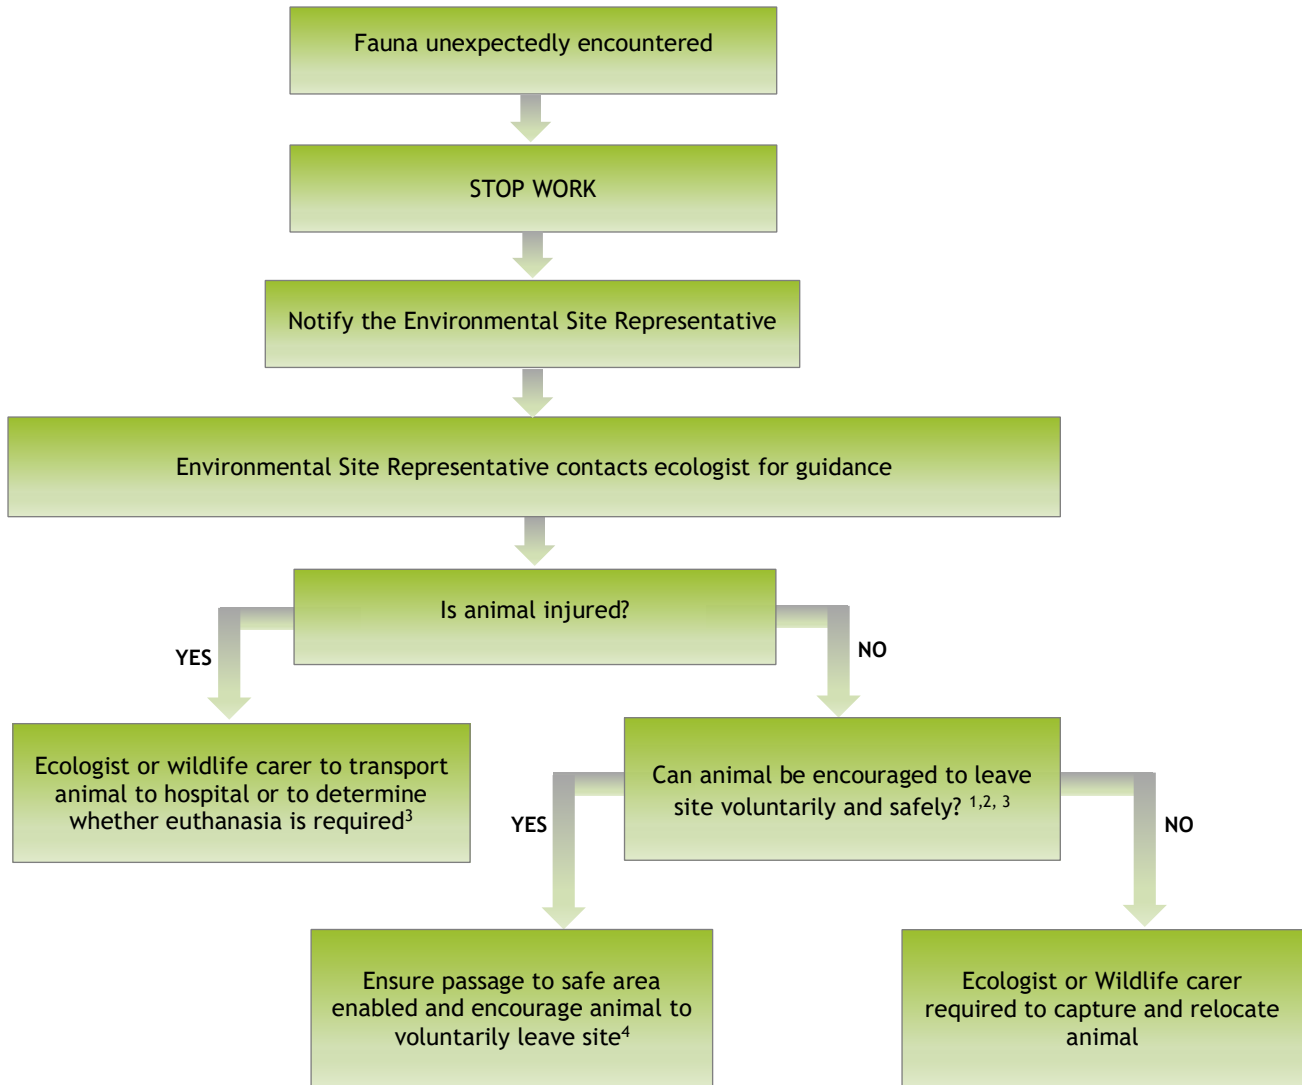 Fauna unexpectedly encountered
STOP WORK
Notify the Environmental Site Representative
Environmental Site Representative contacts ecologist for guidance
Is animal injured?
YES
NO
Ecologist or wildlife carer to transport
animal to hospital or to determine
whether euthanasia is required³
Can animal be encouraged to leave
site voluntarily and safely? ¹,², ³
YES
NO
Ensure passage to safe area
enabled and encourage animal to
voluntarily leave site⁴
Ecologist or Wildlife carer
required to capture and relocate
animal